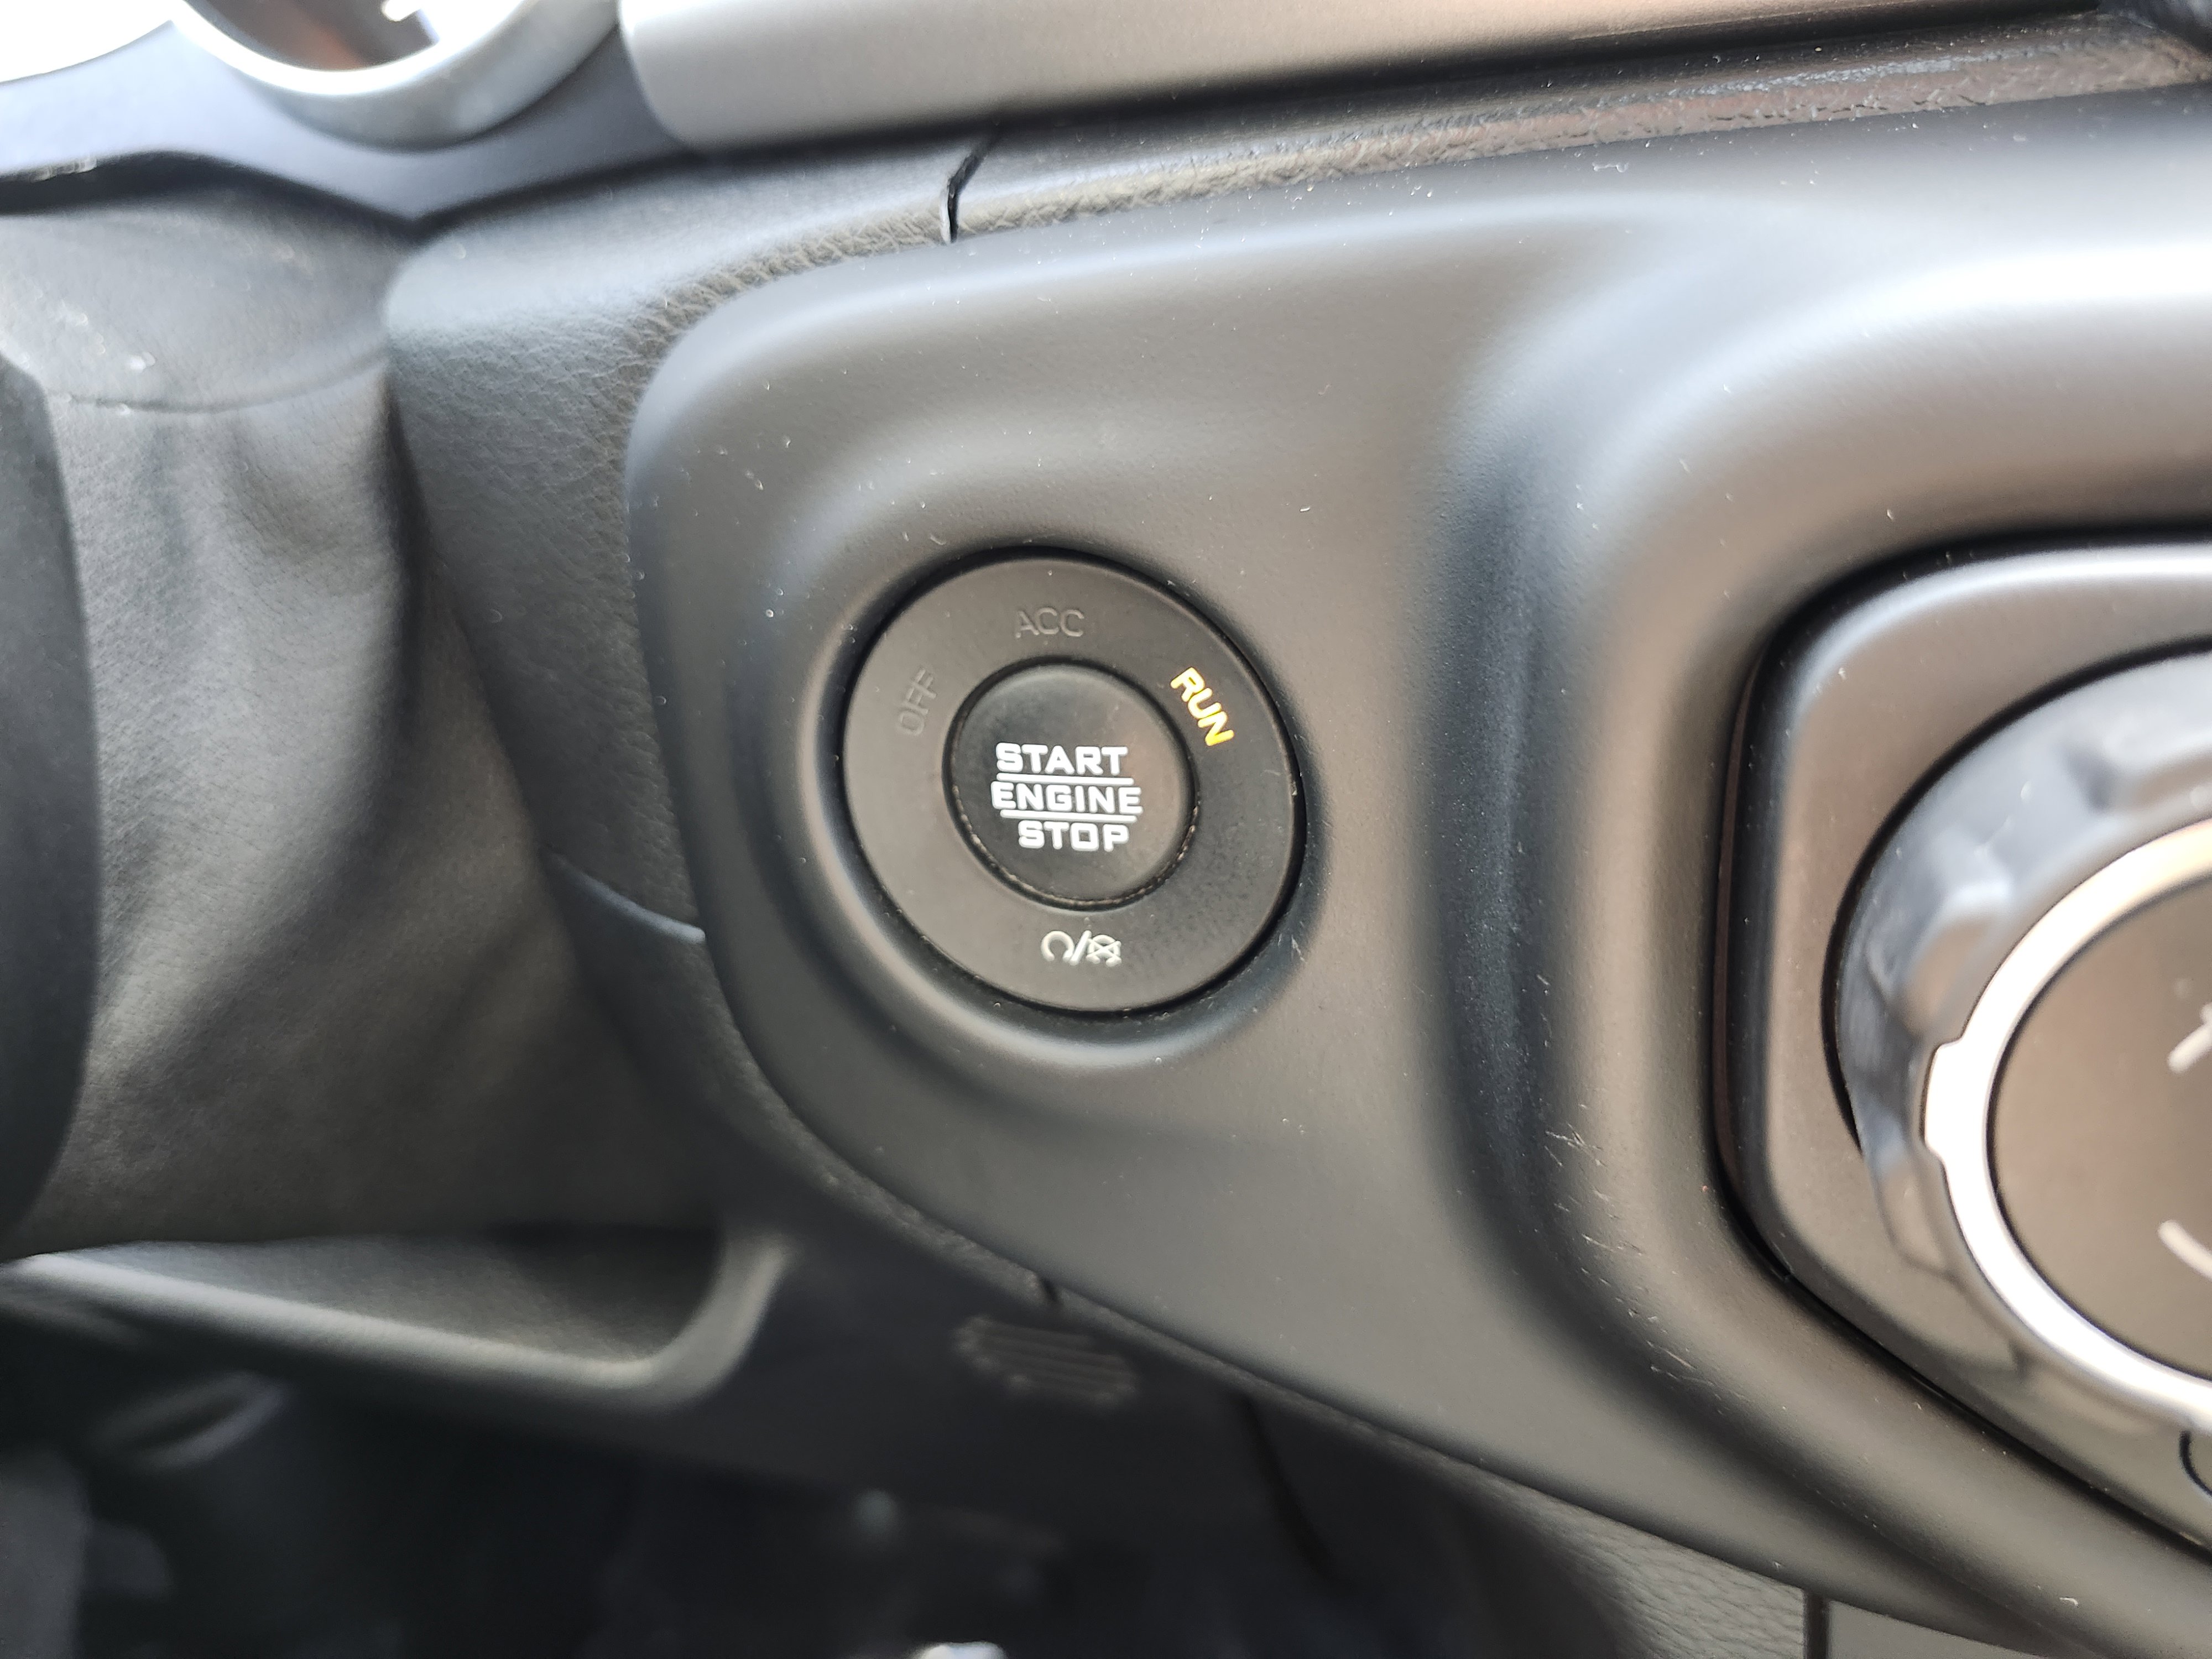 ACC
OFF
RUN
START
ENGINE
STOP